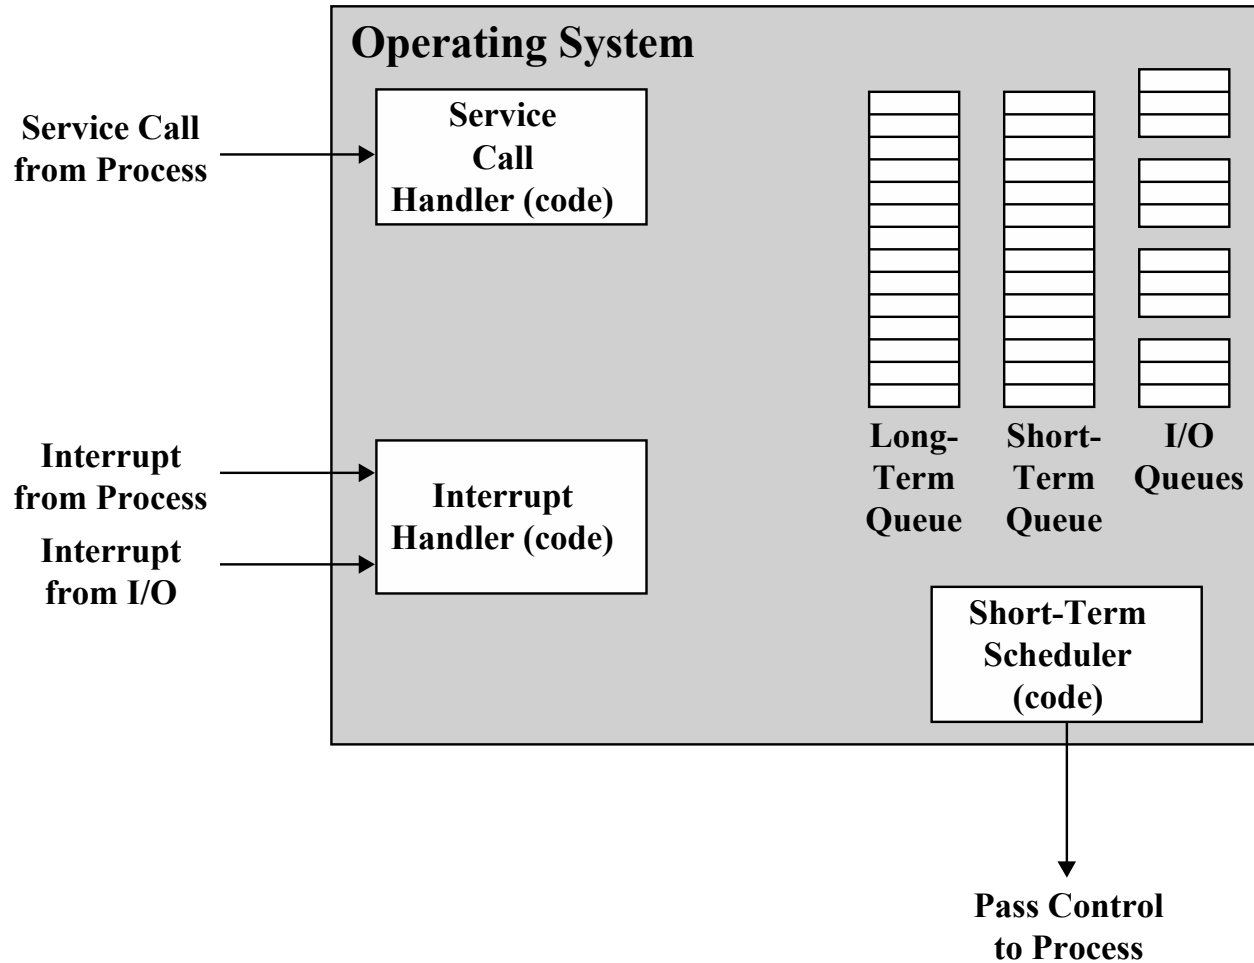 Operating System
Service Call
from Process
Service
Call
Handler (code)
Interrupt
from Process
Interrupt
from I/O
Interrupt
Handler (code)
Long-
Term
Queue
Short-
Term
Queue
I/O
Queues
Short-Term
Scheduler
(code)
Pass Control
to Process